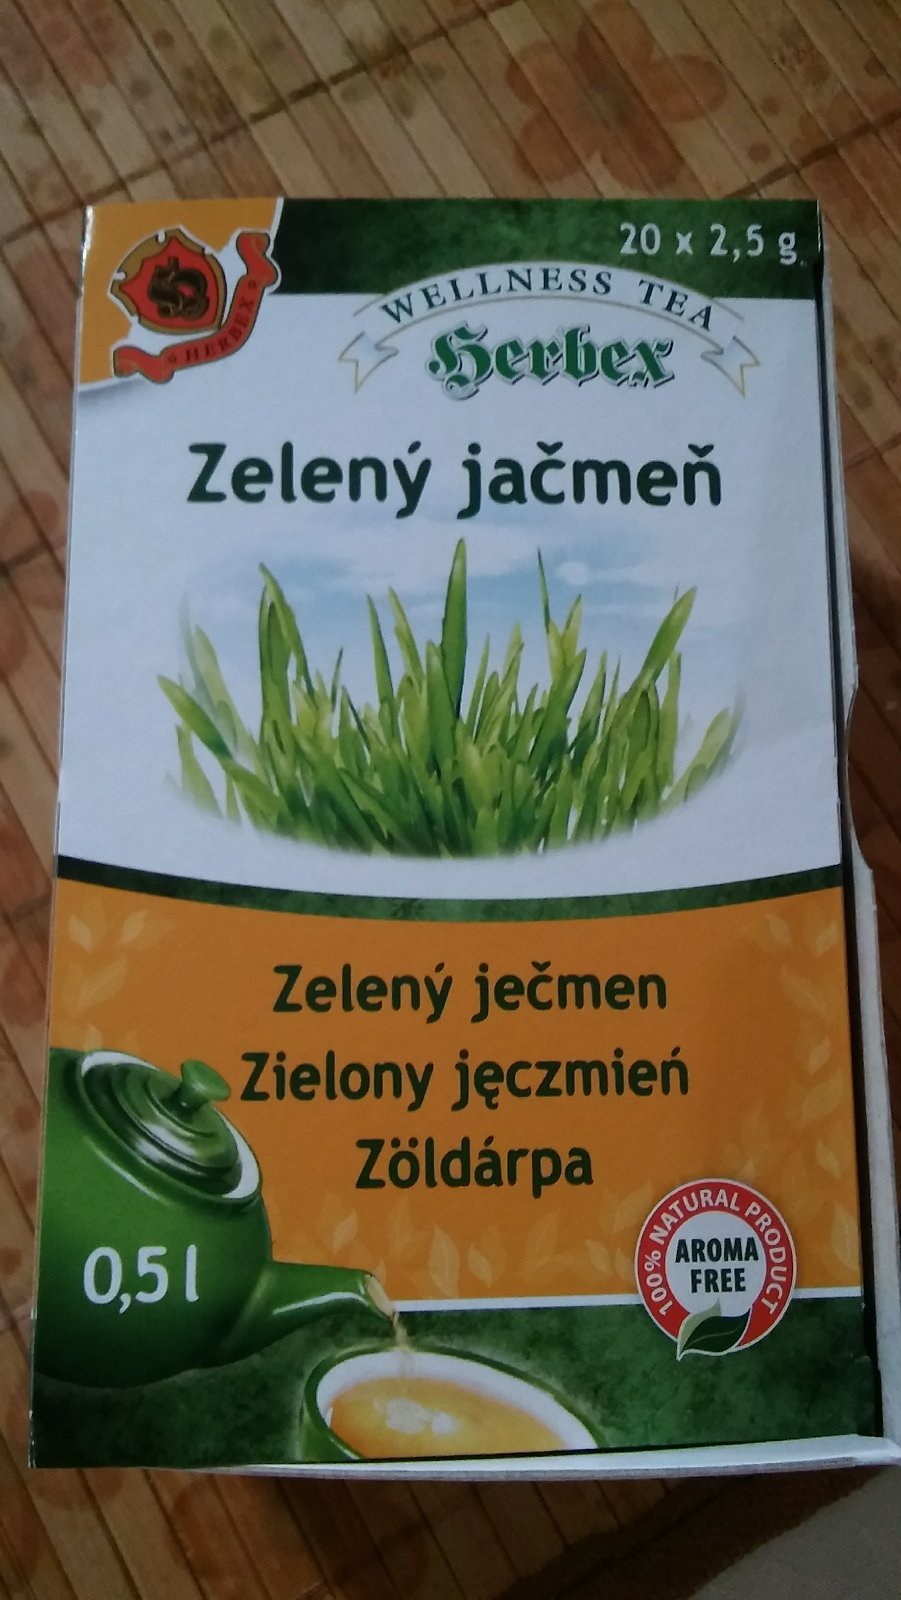 20 x 2,5 g
HERBEX
WELLNESS TEA
Herbex
Zelený jačmeň
Zelený ječmen
Zielony jęczmień
Zöldárpa
0,5 l
100% NATURAL PRODUCT
AROMA
FREE